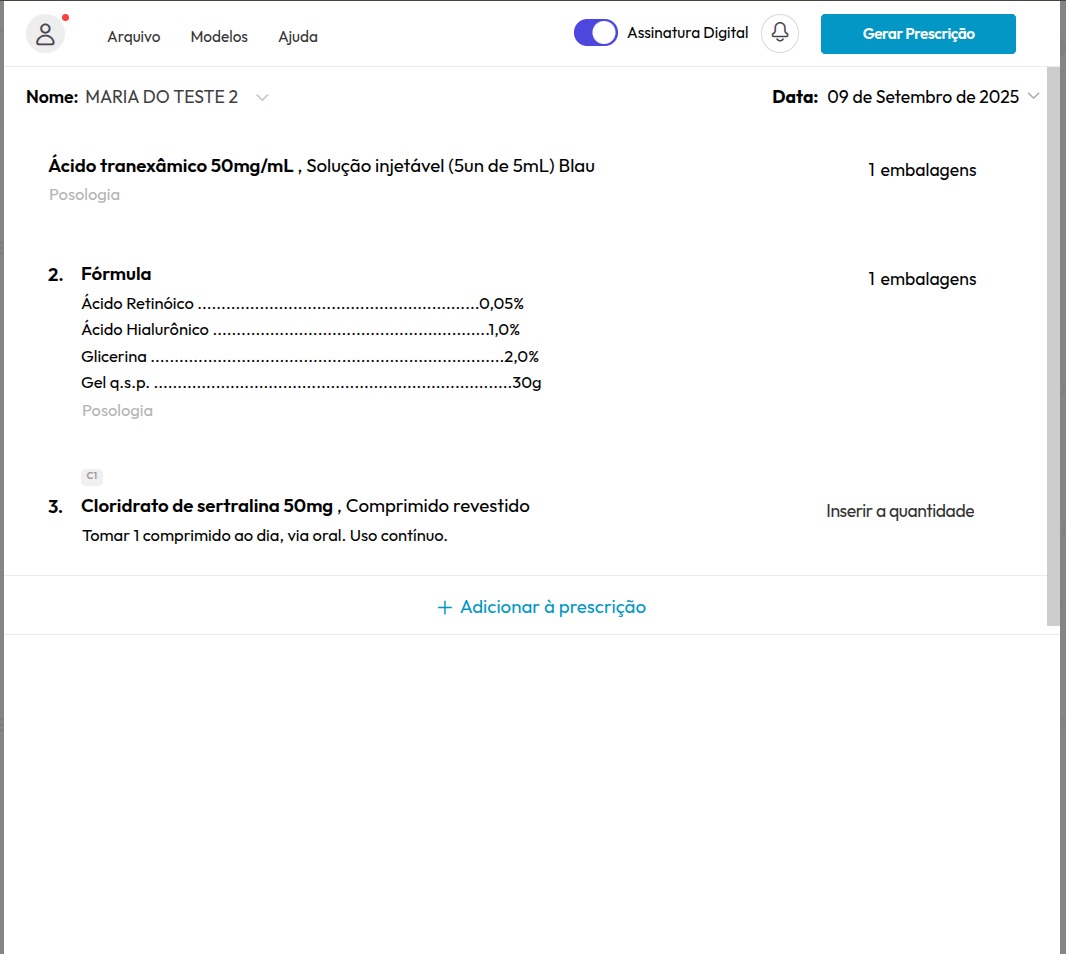 Arquivo Modelos Ajuda Assinatura Digital Gerar Prescrição
Nome: MARIA DO TESTE 2 Data: 09 de Setembro de 2025
Ácido tranexâmico 50mg/mL , Solução injetável (5un de 5mL) Blau 1 embalagens
Posologia
2. Fórmula 1 embalagens
Ácido Retinóico ............................................................0,05%
Ácido Hialurônico ...........................................................1,0%
Glicerina ...........................................................................2,0%
Gel q.s.p. ............................................................................30g
Posologia
C1
3. Cloridrato de sertralina 50mg , Comprimido revestido Inserir a quantidade
Tomar 1 comprimido ao dia, via oral. Uso contínuo.
+ Adicionar à prescrição